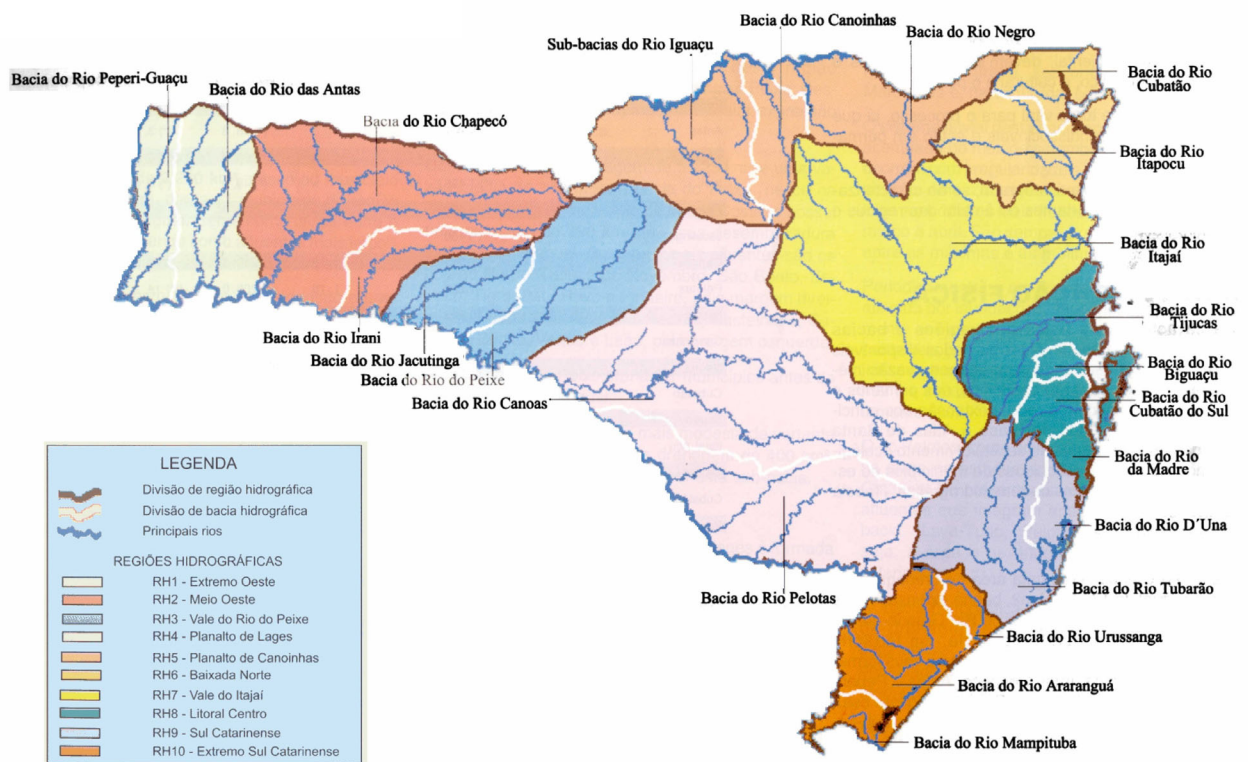 Bacia do Rio Peperi-Guaçu
Bacia do Rio das Antas
Bacia do Rio Chapecó
Sub-bacias do Rio Iguaçu
Bacia do Rio Canoinhas
Bacia do Rio Negro
Bacia do Rio
Cubatão
Bacia do Rio
Itapocu
Bacia do Rio
Itajaí
Bacia do Rio
Tijucas
Bacia do Rio
Biguaçu
Bacia do Rio
Cubatão do Sul
Bacia do Rio
da Madre
Bacia do Rio D´Una
Bacia do Rio Tubarão
Bacia do Rio Urussanga
Bacia do Rio Araranguá
Bacia do Rio Mampituba
Bacia do Rio Irani
Bacia do Rio Jacutinga
Bacia do Rio do Peixe
Bacia do Rio Canoas
Bacia do Rio Pelotas
LEGENDA
Divisão de região hidrográfica
Divisão de bacia hidrográfica
Principais rios
REGIÕES HIDROGRÁFICAS
RH1 - Extremo Oeste
RH2 - Meio Oeste
RH3 - Vale do Rio do Peixe
RH4 - Planalto de Lages
RH5 - Planalto de Canoinhas
RH6 - Baixada Norte
RH7 - Vale do Itajaí
RH8 - Litoral Centro
RH9 - Sul Catarinense
RH10 - Extremo Sul Catarinense